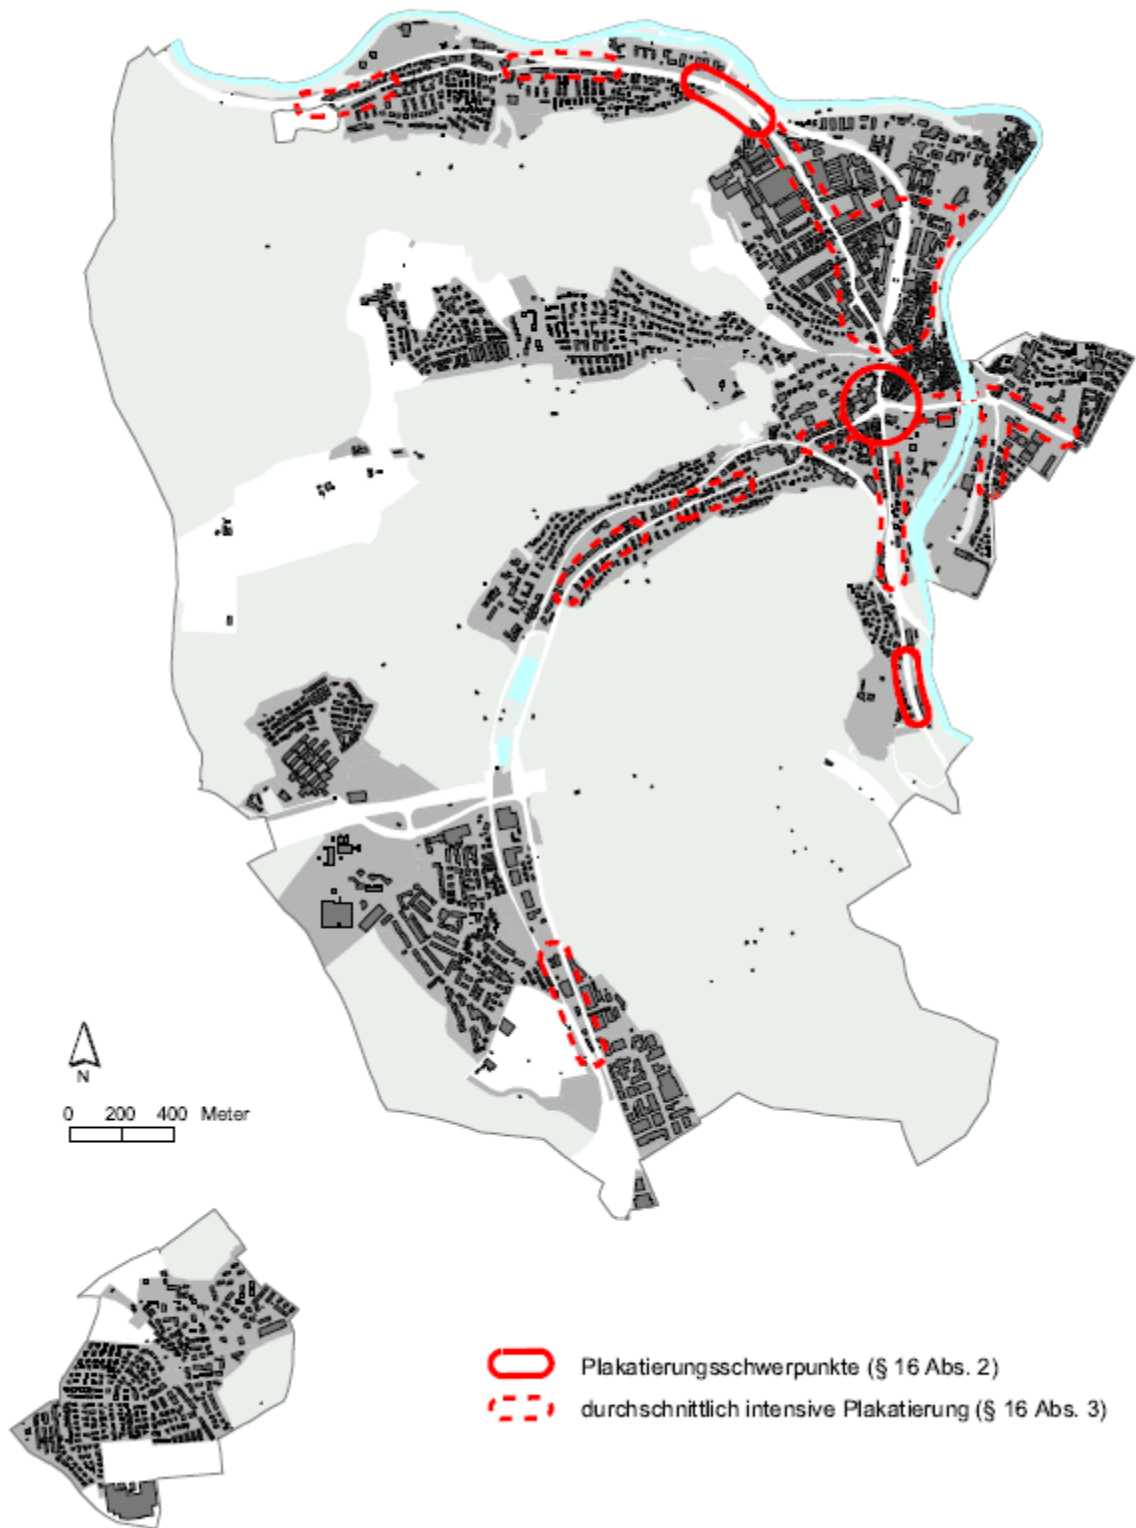 N
0 200 400 Meter
Plakatierungsschwerpunkte (§ 16 Abs. 2)
durchschnittlich intensive Plakatierung (§ 16 Abs. 3)